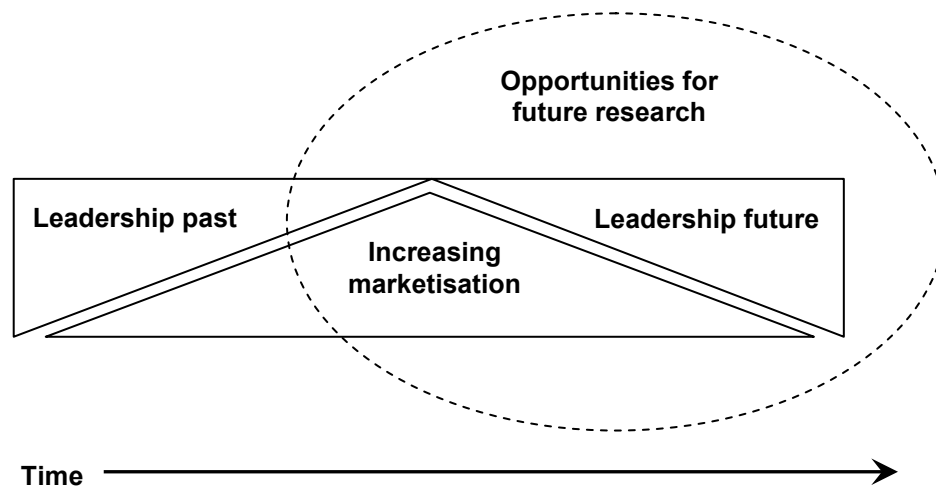 Opportunities for
future research
Leadership past
Leadership future
Increasing
marketisation
Time